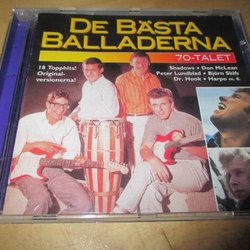 DE BÄSTA
BALLADERNA
70-TALET
18 Topphits!
Original-
versionerna!
Shadows • Don McLean
Peter Lundblad • Björn Skifs
Dr. Hook • Harpo m. fl.